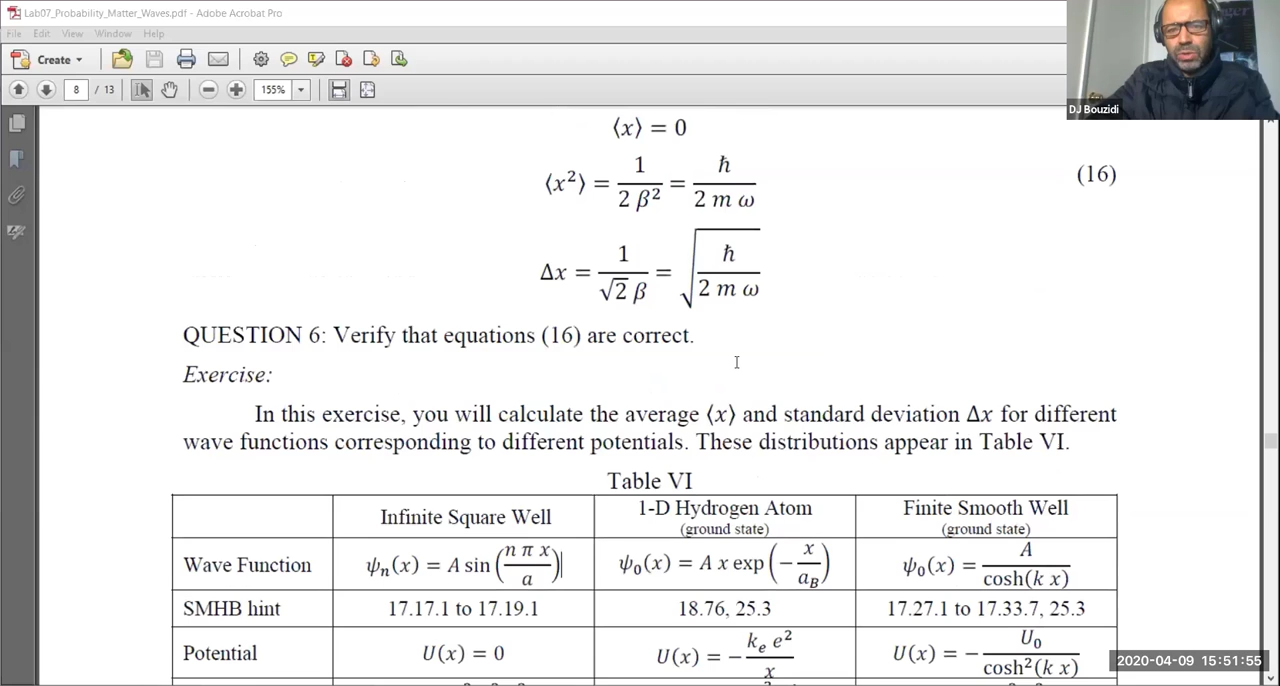 Lab07_Probability_Matter_Waves.pdf - Adobe Acrobat Pro
File Edit View Window Help
Create
8 / 13 155%
DJ Bouzidi
⟨x⟩ = 0
⟨x²⟩ = 1 / (2 β²) = ħ / (2 m ω) (16)
Δx = 1 / (√2 β) = √(ħ / (2 m ω))
QUESTION 6: Verify that equations (16) are correct.
Exercise:
In this exercise, you will calculate the average ⟨x⟩ and standard deviation Δx for different
wave functions corresponding to different potentials. These distributions appear in Table VI.
Table VI
Infinite Square Well 1-D Hydrogen Atom (ground state) Finite Smooth Well (ground state)
Wave Function ψₙ(x) = A sin(n π x / a) ψ₀(x) = A x exp(− x / a_B) ψ₀(x) = A / cosh(k x)
SMHB hint 17.17.1 to 17.19.1 18.76, 25.3 17.27.1 to 17.33.7, 25.3
Potential U(x) = 0 U(x) = − kₑ e² / x U(x) = − U₀ / cosh²(k x)
2020-04-09 15:51:55